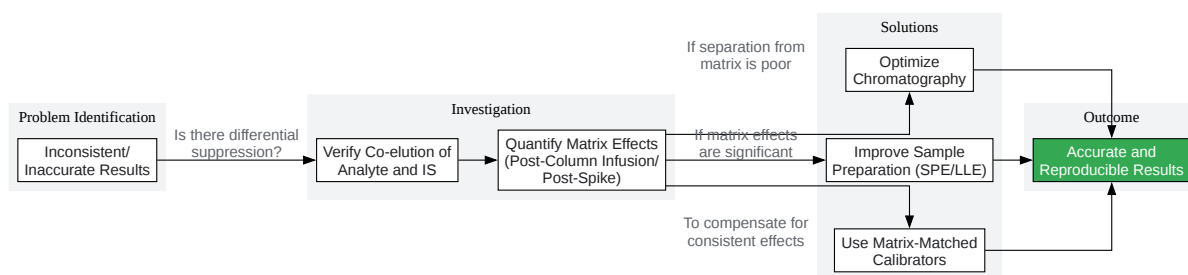 Problem Identification
Inconsistent/
Inaccurate Results
Is there differential
suppression?
Investigation
Verify Co-elution of
Analyte and IS
Quantify Matrix Effects
(Post-Column Infusion/
Post-Spike)
If separation from
matrix is poor
If matrix effects
are significant
To compensate for
consistent effects
Solutions
Optimize
Chromatography
Improve Sample
Preparation (SPE/LLE)
Use Matrix-Matched
Calibrators
Outcome
Accurate and
Reproducible Results